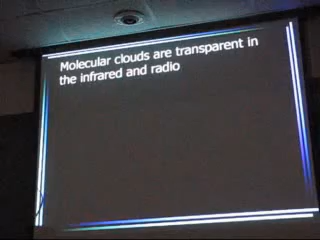 Molecular clouds are transparent in
the infrared and radio